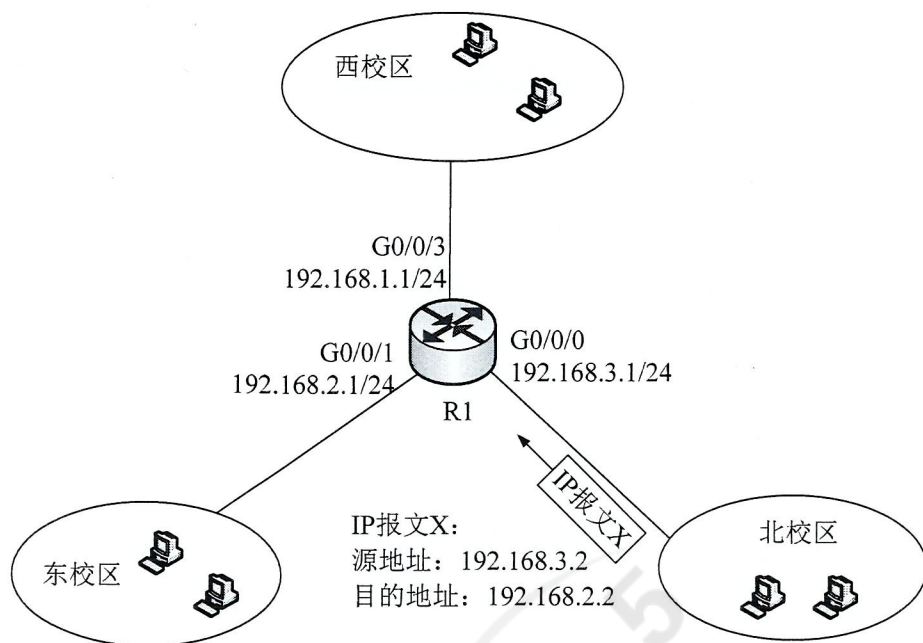 西校区
G0/0/3
192.168.1.1/24
G0/0/1
192.168.2.1/24
G0/0/0
192.168.3.1/24
R1
IP报文X
IP报文X：
源地址：192.168.3.2
目的地址：192.168.2.2
东校区
北校区
5